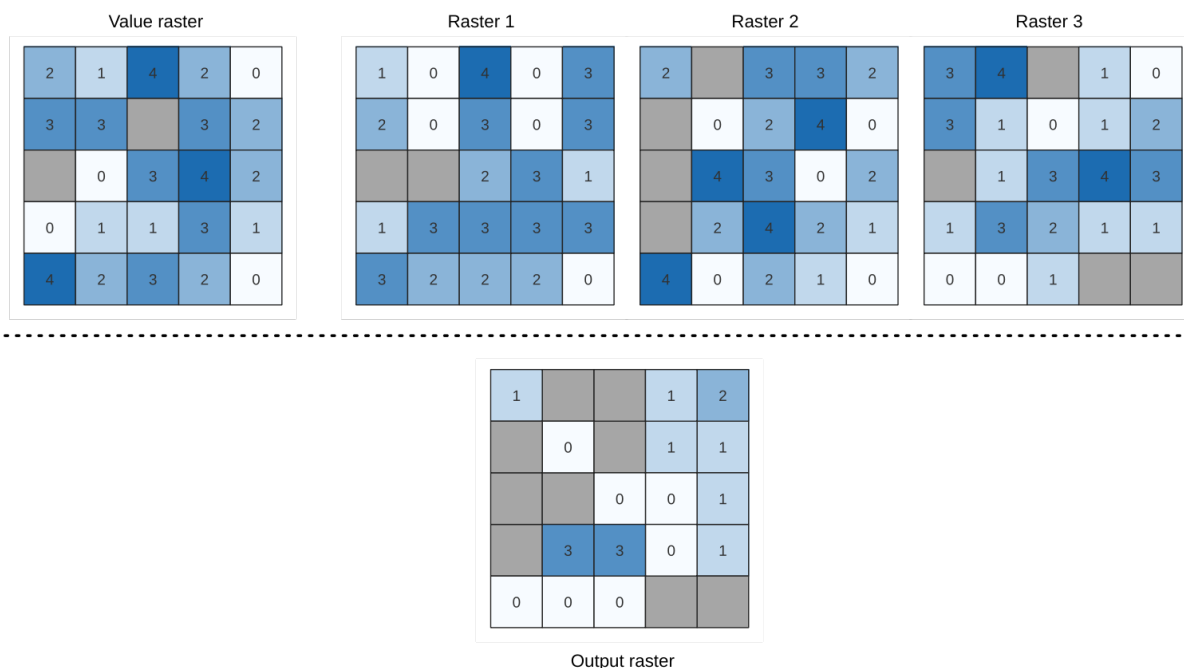 Value raster Raster 1 Raster 2 Raster 3
2 1 4 2 0 1 0 4 0 3 2 3 3 2 3 4 1 0
3 3 3 2 2 0 3 0 3 0 2 4 0 3 1 0 1 2
0 3 4 2 2 3 1 4 3 0 2 1 3 4 3
0 1 1 3 1 1 3 3 3 3 2 4 2 1 1 3 2 1 1
4 2 3 2 0 3 2 2 2 0 4 0 2 1 0 0 0 1
1 1 2
0 1 1
0 0 1
3 3 0 1
0 0 0
Output raster